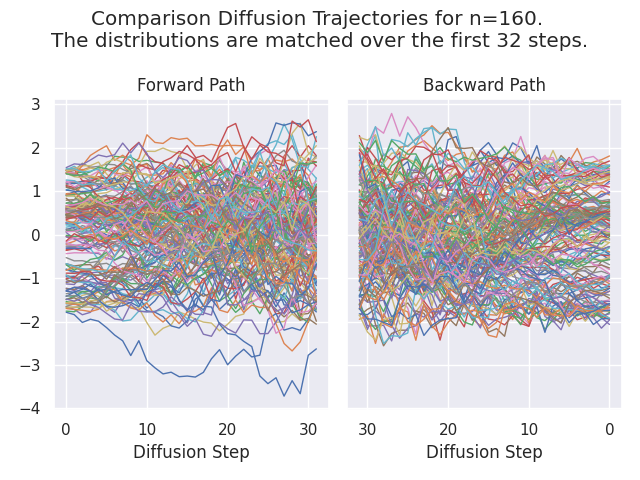 Comparison Diffusion Trajectories for n=160.
The distributions are matched over the first 32 steps.
Forward Path
Backward Path
3
2
1
0
−1
−2
−3
−4
0
10
20
30
30
20
10
0
Diffusion Step
Diffusion Step